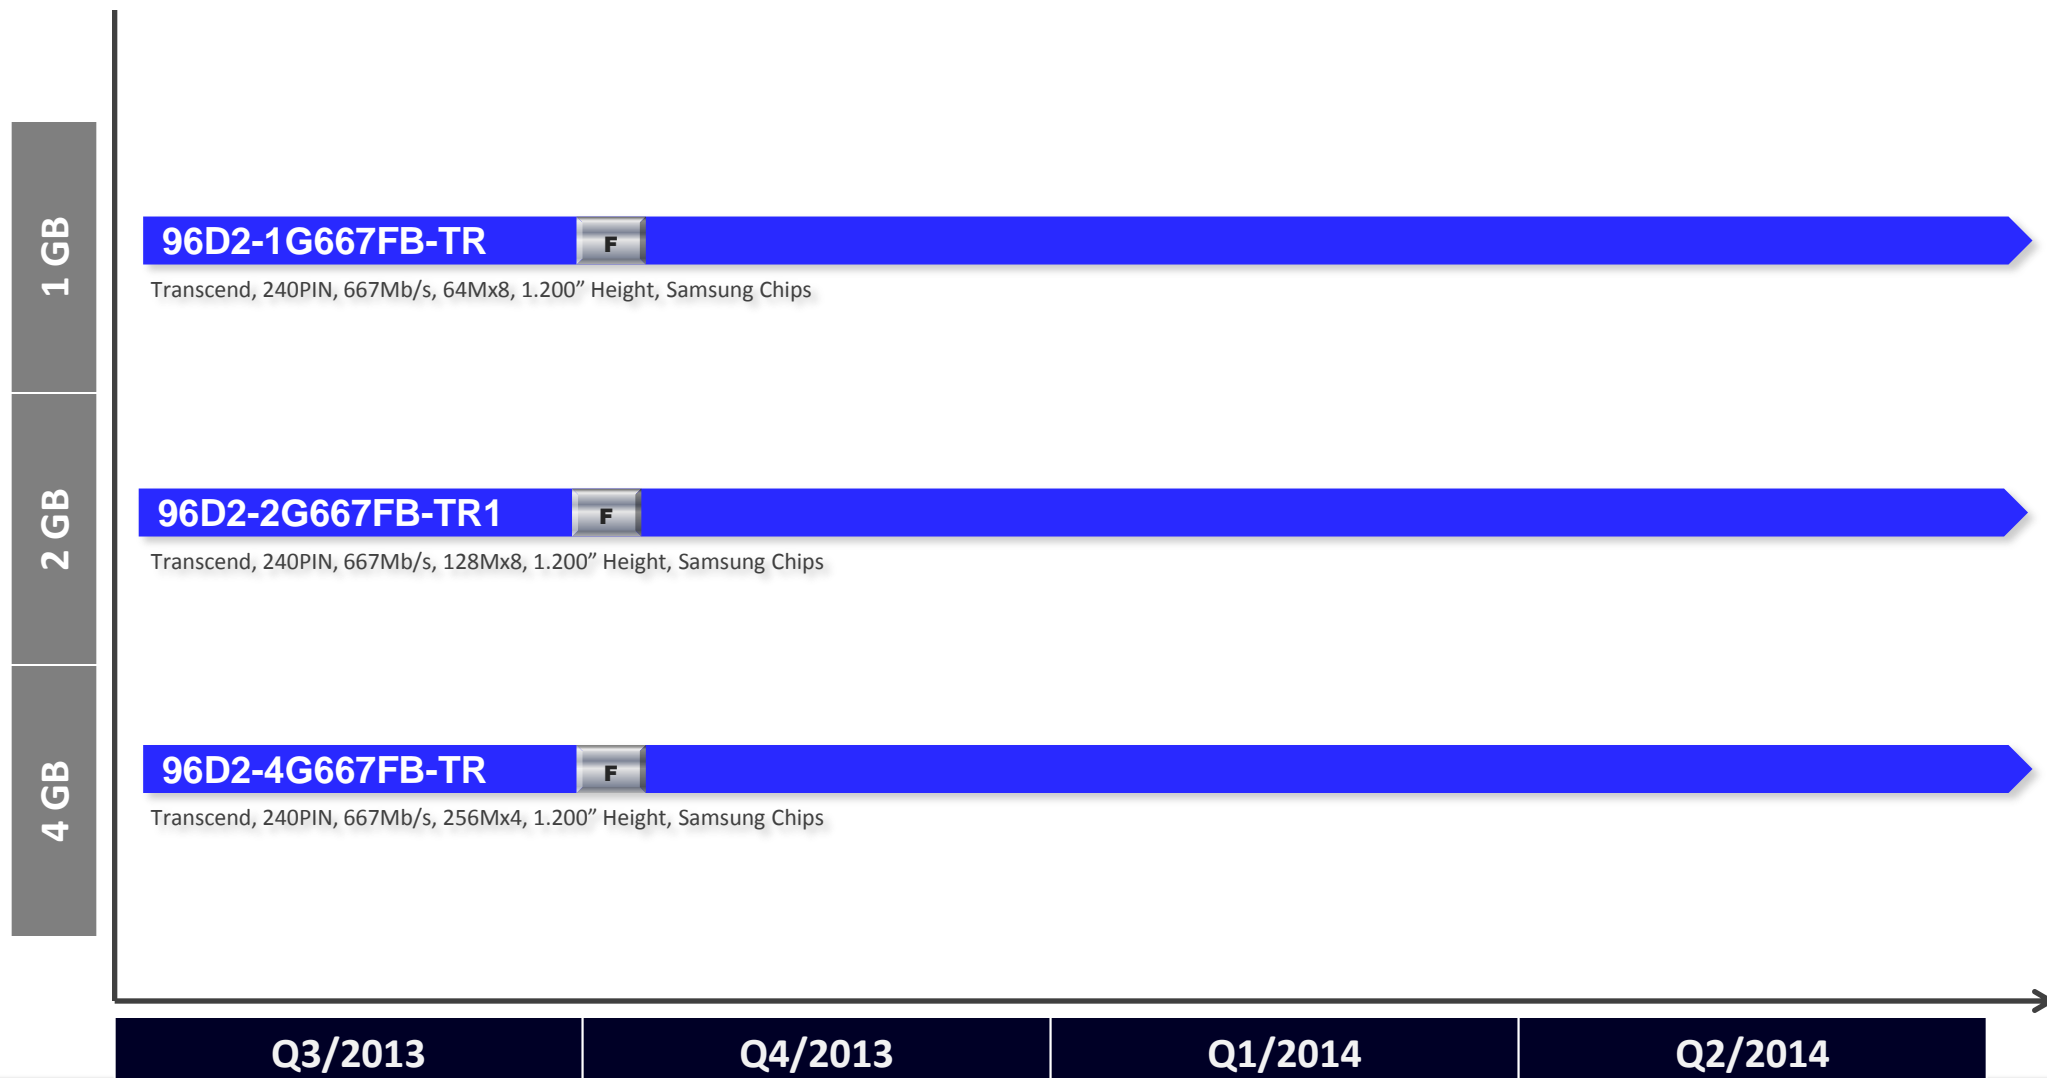 1 GB
96D2-1G667FB-TR F
Transcend, 240PIN, 667Mb/s, 64Mx8, 1.200” Height, Samsung Chips
2 GB
96D2-2G667FB-TR1 F
Transcend, 240PIN, 667Mb/s, 128Mx8, 1.200” Height, Samsung Chips
4 GB
96D2-4G667FB-TR F
Transcend, 240PIN, 667Mb/s, 256Mx4, 1.200” Height, Samsung Chips
Q3/2013 Q4/2013 Q1/2014 Q2/2014